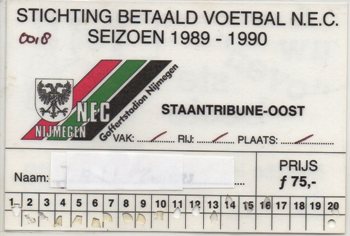 STICHTING BETAALD VOETBAL N.E.C.
0018
SEIZOEN 1989 - 1990
N.E.C
NIJMEGEN
Goffertstadion Nijmegen
STAANTRIBUNE-OOST
VAK: RIJ: PLAATS:
PRIJS
ƒ 75,-
Naam:
1 2 3 4 5 6 7 8 9 10 11 12 13 14 15 16 17 18 19 20